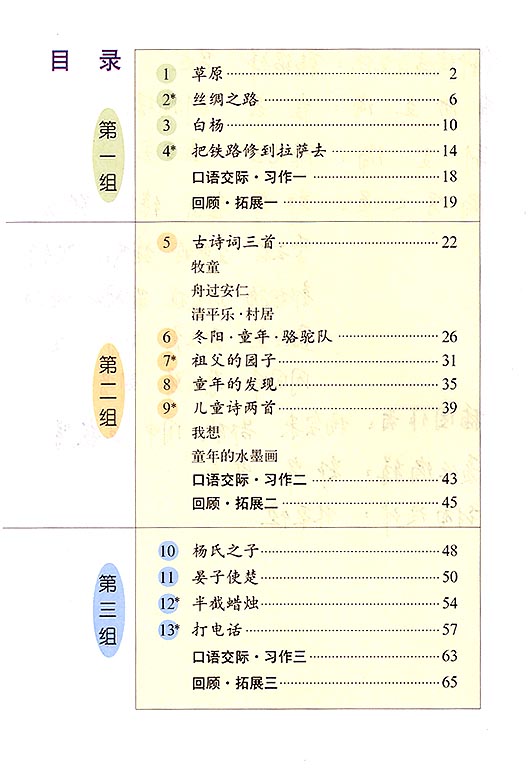 目 录
第一组
1 草原 2
2* 丝绸之路 6
3 白杨 10
4* 把铁路修到拉萨去 14
口语交际·习作一 18
回顾·拓展一 19
第二组
5 古诗词三首 22
牧童
舟过安仁
清平乐·村居
6 冬阳·童年·骆驼队 26
7* 祖父的园子 31
8 童年的发现 35
9* 儿童诗两首 39
我想
童年的水墨画
口语交际·习作二 43
回顾·拓展二 45
第三组
10 杨氏之子 48
11 晏子使楚 50
12* 半截蜡烛 54
13* 打电话 57
口语交际·习作三 63
回顾·拓展三 65